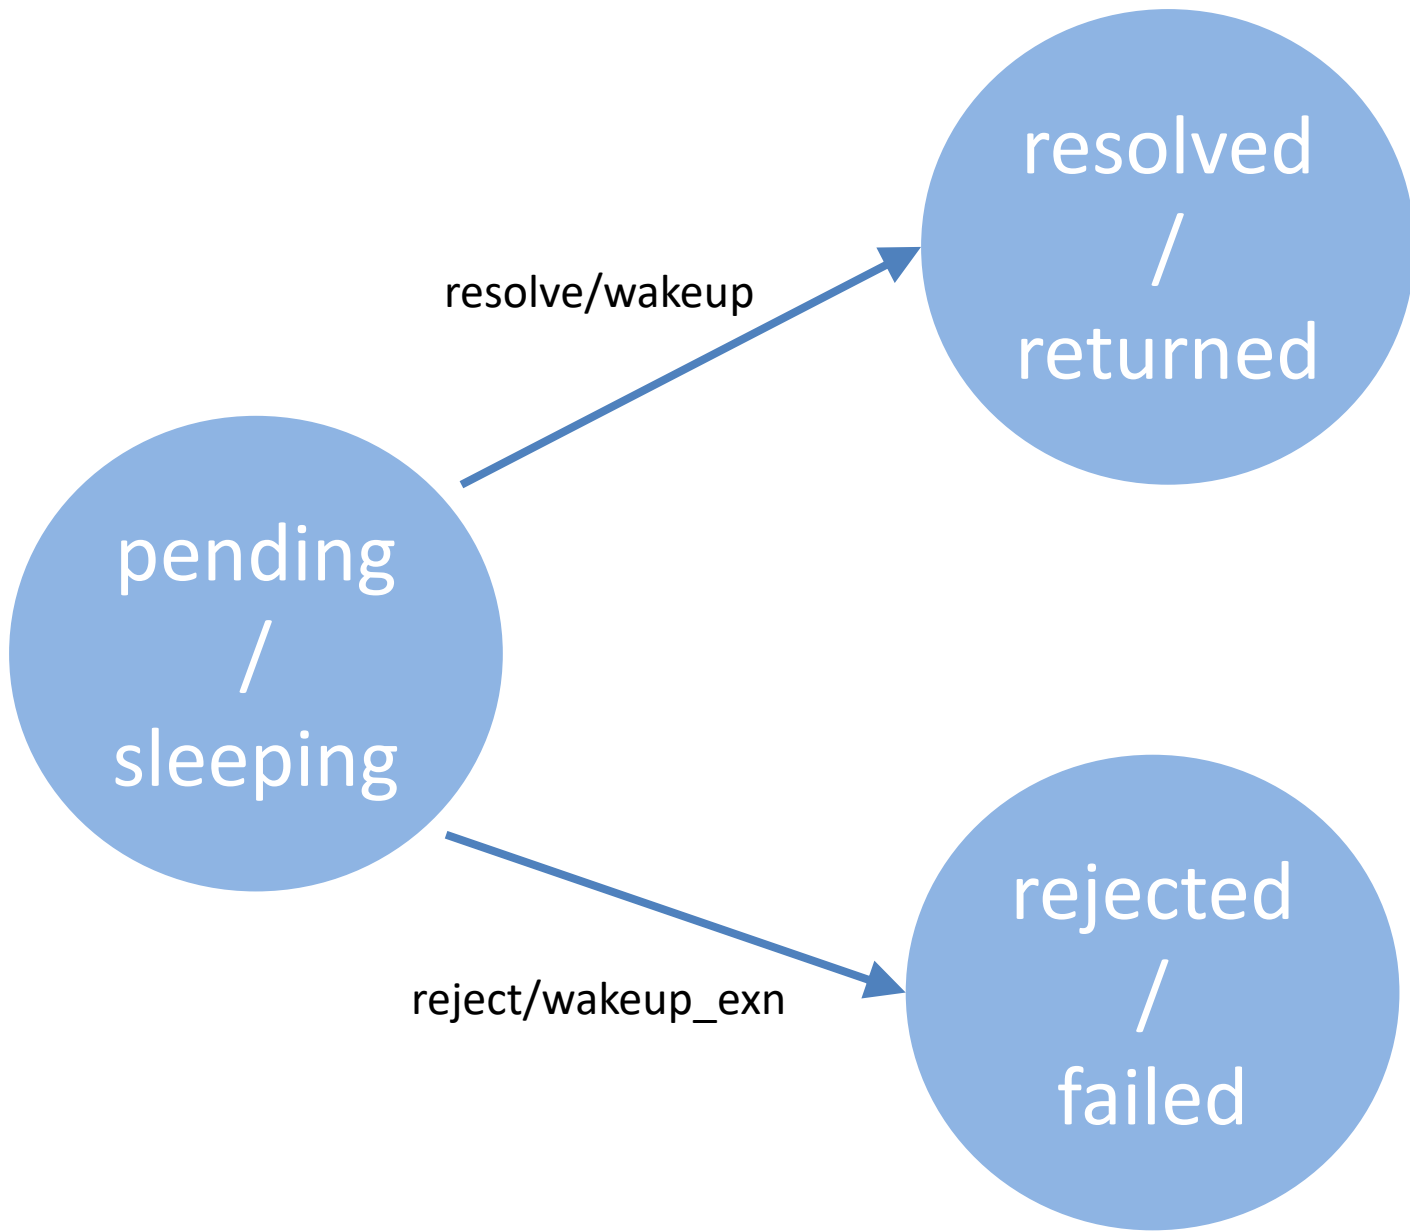 resolved
/
returned
resolve/wakeup
pending
/
sleeping
rejected
/
failed
reject/wakeup_exn